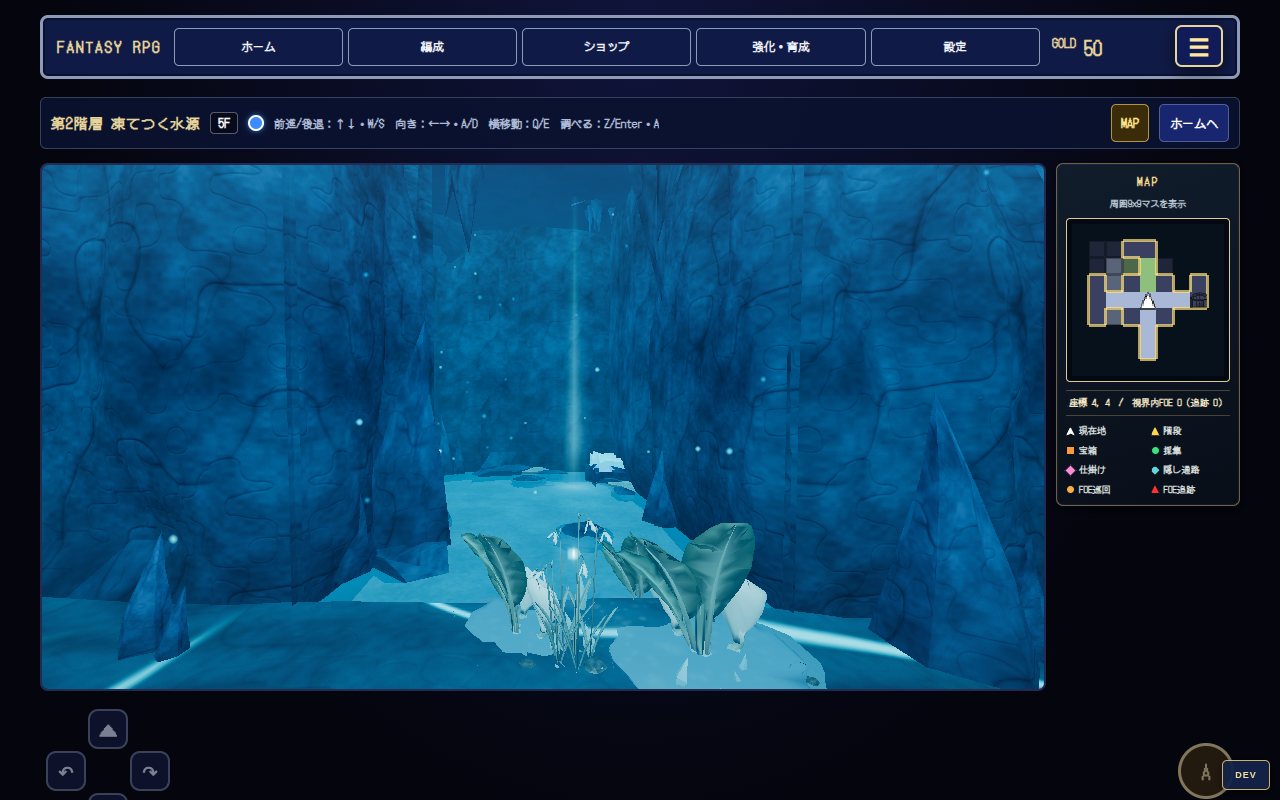 FANTASY RPG
ホーム
編成
ショップ
強化・育成
設定
GOLD 50
第2階層 凍てつく水源
5F
前進/後退：↑↓・W/S 向き：←→・A/D 横移動：Q/E 調べる：Z/Enter・A
MAP
ホームへ
MAP
周囲9x9マスを表示
座標 4, 4 / 視界内FOE 0（追跡 0）
現在地
階段
宝箱
採集
仕掛け
隠し通路
FOE巡回
FOE追跡
A
DEV